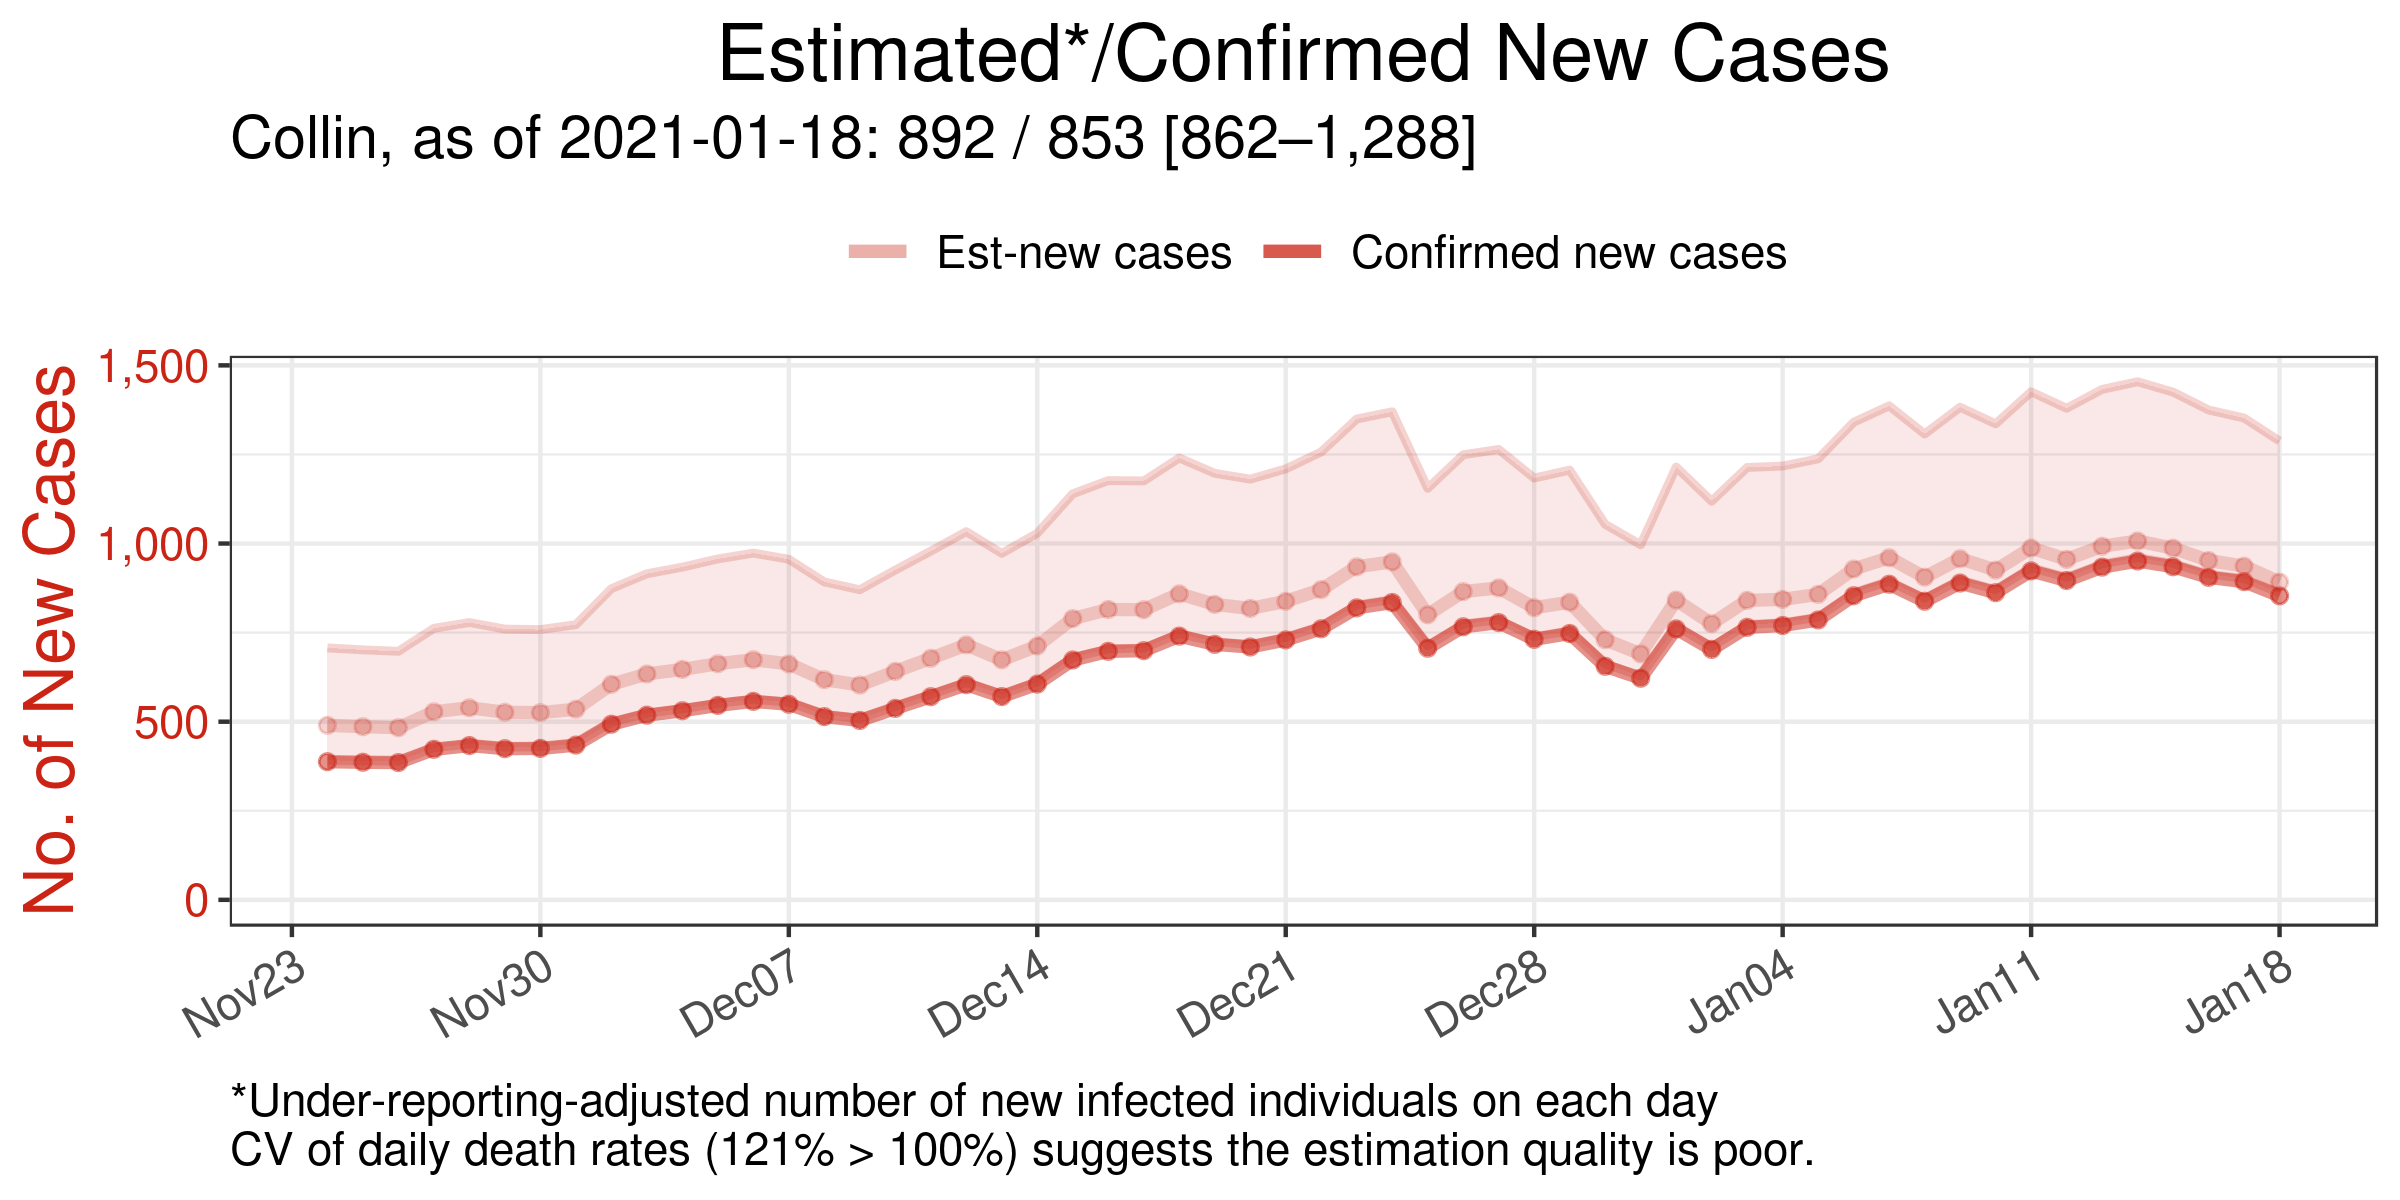 Estimated*/Confirmed New Cases
Collin, as of 2021-01-18: 892 / 853 [862–1,288]
Est-new cases
Confirmed new cases
No. of New Cases
1,500
1,000
500
0
Nov23
Nov30
Dec07
Dec14
Dec21
Dec28
Jan04
Jan11
Jan18
*Under-reporting-adjusted number of new infected individuals on each day
CV of daily death rates (121% > 100%) suggests the estimation quality is poor.